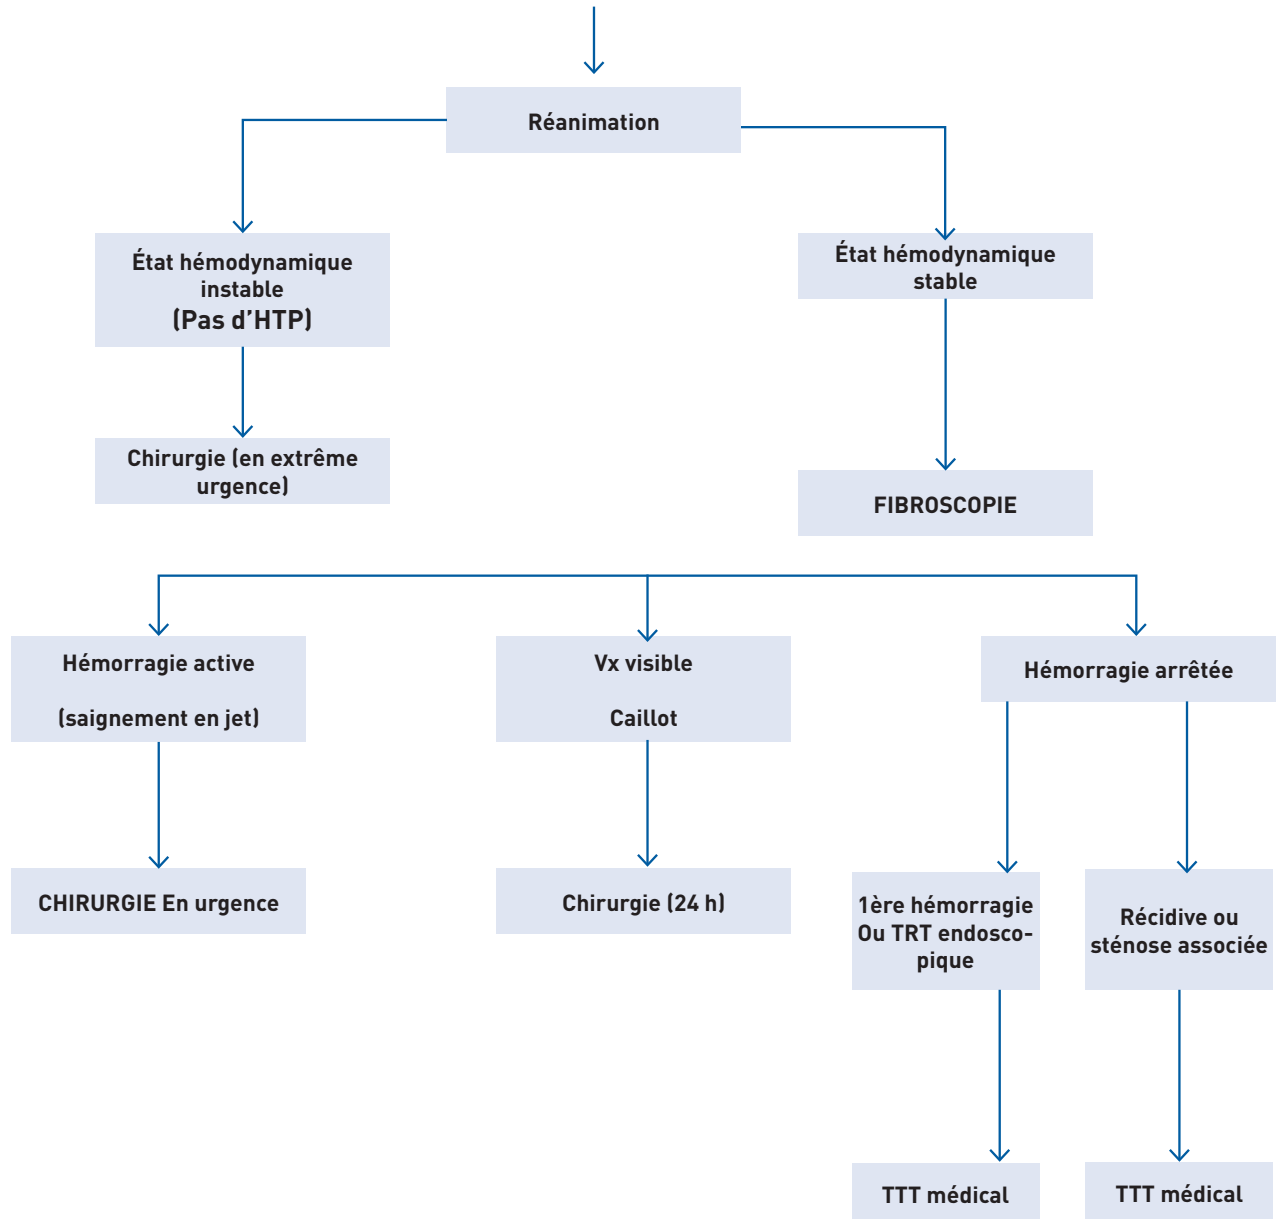 Réanimation
État hémodynamique
instable
(Pas d’HTP)
État hémodynamique
stable
Chirurgie (en extrême
urgence)
FIBROSCOPIE
Hémorragie active
(saignement en jet)
Vx visible
Caillot
Hémorragie arrêtée
CHIRURGIE En urgence
Chirurgie (24 h)
1ère hémorragie
Ou TRT endosco-
pique
Récidive ou
sténose associée
TTT médical
TTT médical